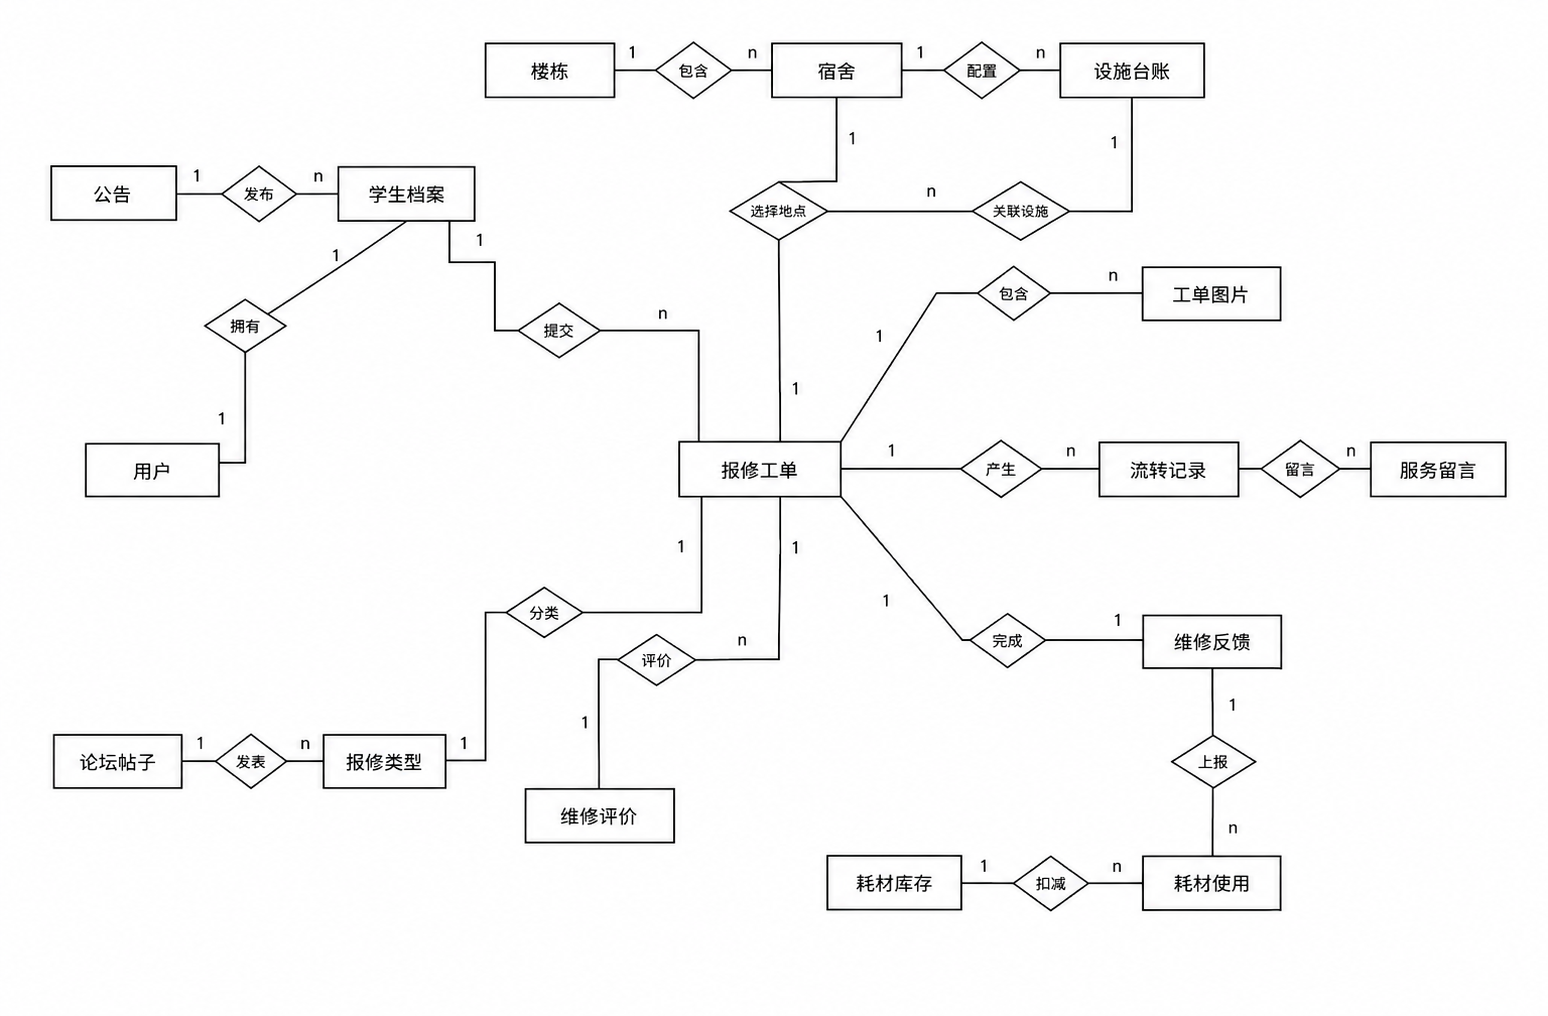 楼栋 1 包含 n 宿舍 1 配置 n 设施台账
1 1
公告 1 发布 n 学生档案
n
选择地点 关联设施
1 1
包含 n 工单图片
拥有 提交 n
1
1
1
用户
报修工单 1 产生 n 流转记录 留言 n 服务留言
1 1
1
分类
完成 1 维修反馈
评价 n
1
1
论坛帖子 1 发表 n 报修类型 1
上报
维修评价
n
耗材库存 1 扣减 n 耗材使用